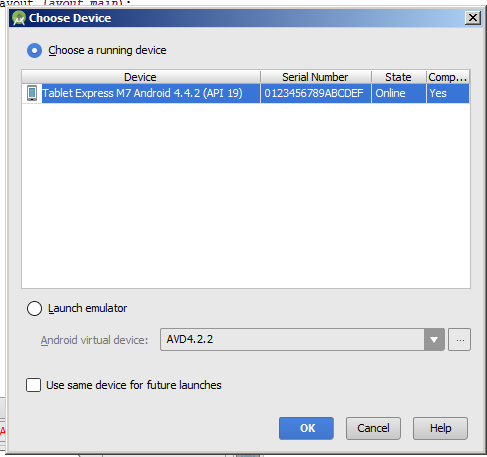 layout.main);
Choose Device
Choose a running device
Device Serial Number State Comp...
Tablet Express M7 Android 4.4.2 (API 19) 0123456789ABCDEF Online Yes
Launch emulator
Android virtual device: AVD4.2.2 ...
Use same device for future launches
OK Cancel Help